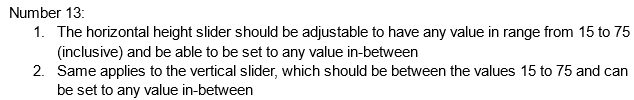 Number 13:
1. The horizontal height slider should be adjustable to have any value in range from 15 to 75
(inclusive) and be able to be set to any value in-between
2. Same applies to the vertical slider, which should be between the values 15 to 75 and can
be set to any value in-between